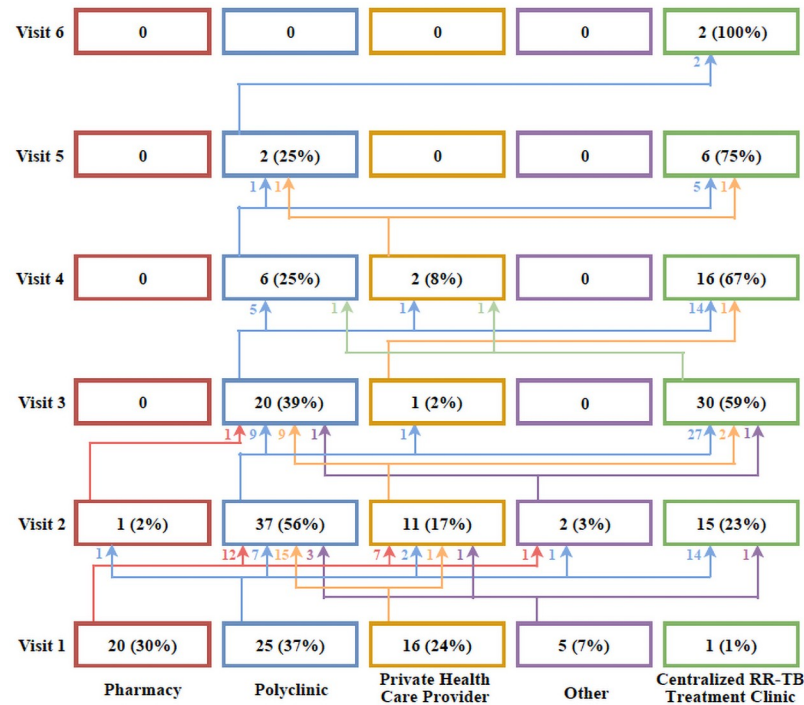 Visit 6 0 0 0 0 2 (100%)
2
Visit 5 0 2 (25%) 0 0 6 (75%)
1 1 5 1
Visit 4 0 6 (25%) 2 (8%) 0 16 (67%)
5 1 1 1 14 1
Visit 3 0 20 (39%) 1 (2%) 0 30 (59%)
1 9 9 1 1 27 2 1
Visit 2 1 (2%) 37 (56%) 11 (17%) 2 (3%) 15 (23%)
1 12 7 15 3 7 2 1 1 1 1 14 1
Visit 1 20 (30%) 25 (37%) 16 (24%) 5 (7%) 1 (1%)
Pharmacy
Polyclinic
Private Health
Care Provider
Other
Centralized RR-TB
Treatment Clinic